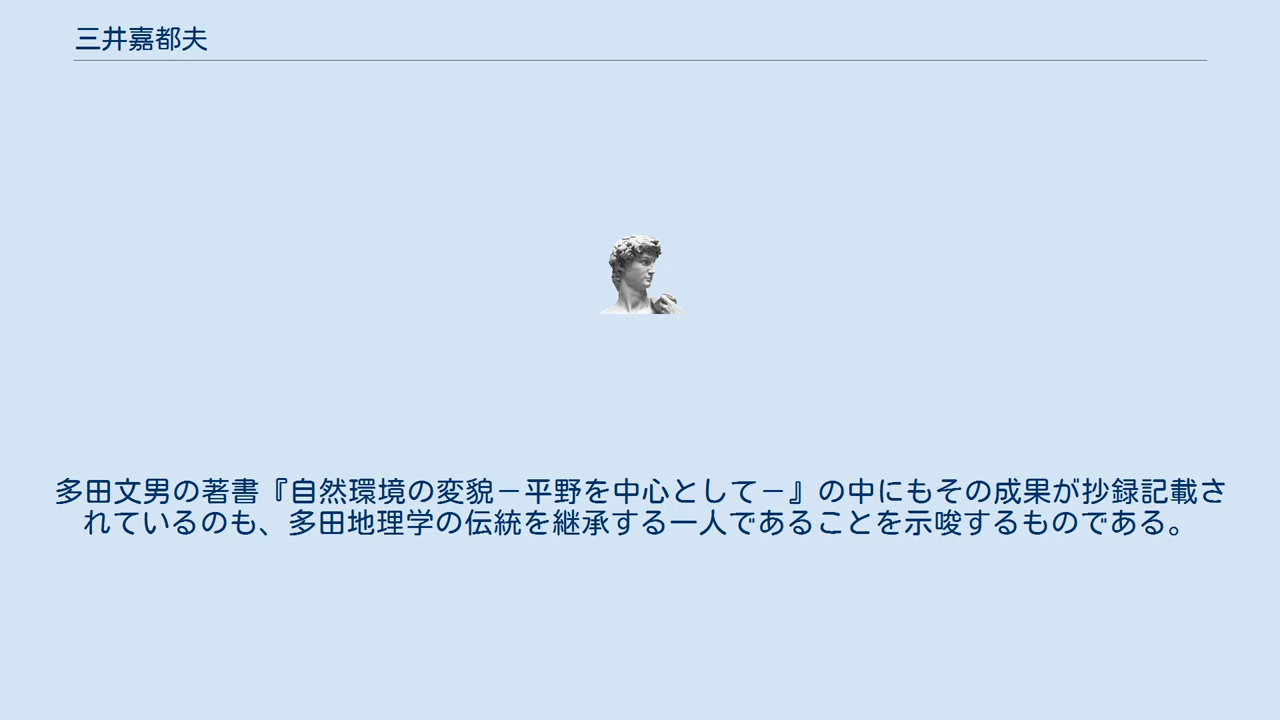 三井嘉都夫
多田文男の著書『自然環境の変貌－平野を中心として－』の中にもその成果が抄録記載さ
れているのも、多田地理学の伝統を継承する一人であることを示唆するものである。